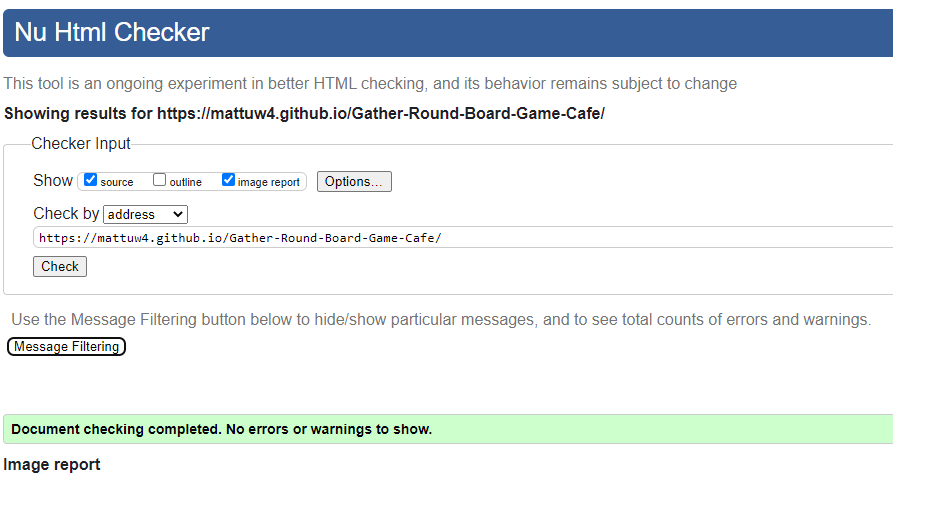 Nu Html Checker
This tool is an ongoing experiment in better HTML checking, and its behavior remains subject to change
Showing results for https://mattuw4.github.io/Gather-Round-Board-Game-Cafe/
Checker Input
Show source outline image report Options...
Check by address
https://mattuw4.github.io/Gather-Round-Board-Game-Cafe/
Check
Use the Message Filtering button below to hide/show particular messages, and to see total counts of errors and warnings.
Message Filtering
Document checking completed. No errors or warnings to show.
Image report